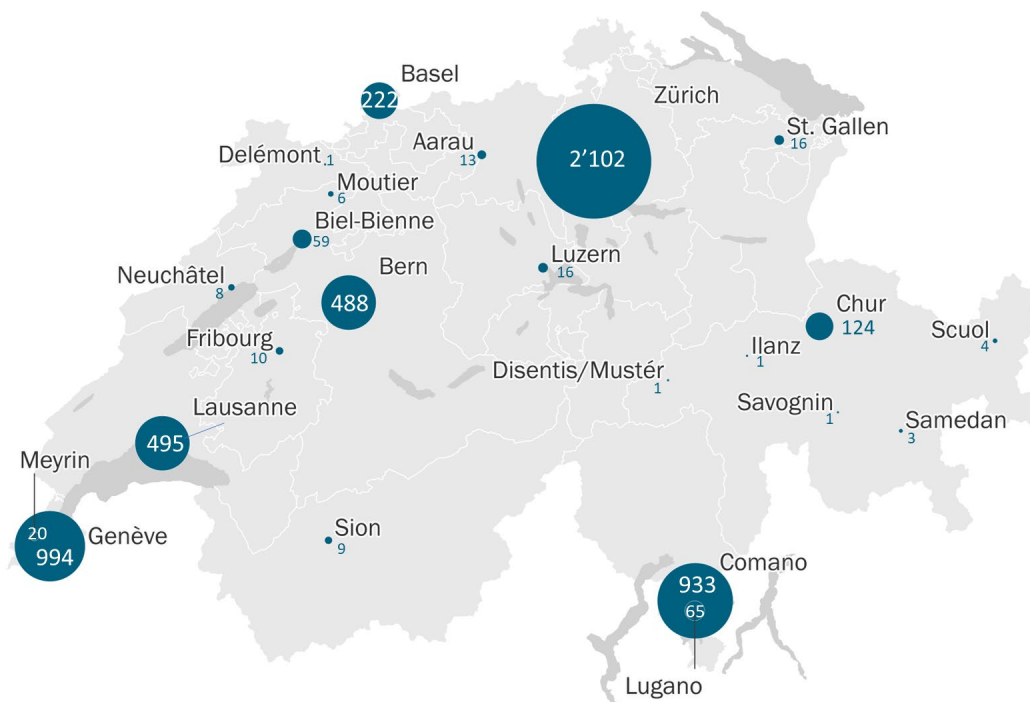 Basel
222
Zürich
2'102
St. Gallen
16
Aarau
13
Delémont
1
Moutier
6
Biel-Bienne
59
Bern
488
Luzern
16
Neuchâtel
8
Chur
124
Scuol
4
Fribourg
10
Ilanz
1
Disentis/Mustér
1
Savognin
1
Samedan
3
Lausanne
495
Meyrin
20
Genève
994
Sion
9
Comano
933
65
Lugano